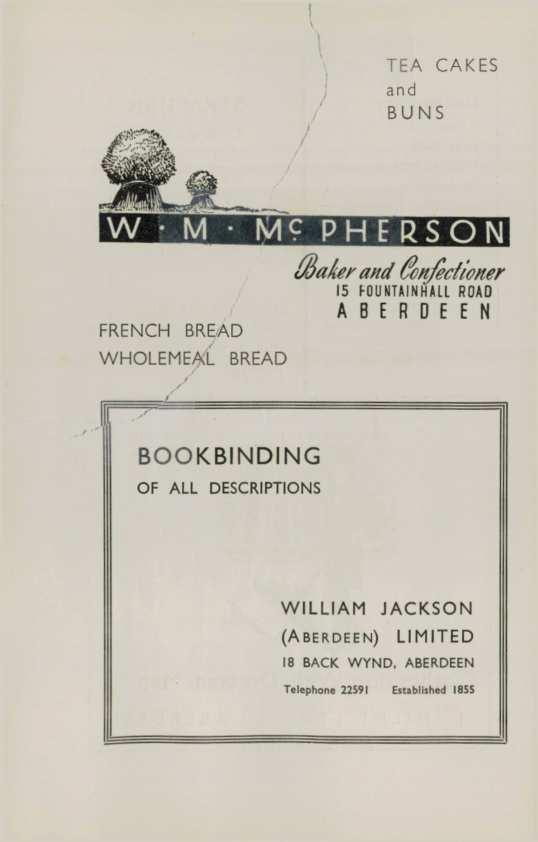 TEA CAKES
and
BUNS
W · M · Mc PHERSON
Baker and Confectioner
15 FOUNTAINHALL ROAD
ABERDEEN
FRENCH BREAD
WHOLEMEAL BREAD
BOOKBINDING
OF ALL DESCRIPTIONS
WILLIAM JACKSON
(ABERDEEN) LIMITED
18 BACK WYND, ABERDEEN
Telephone 22591 Established 1855